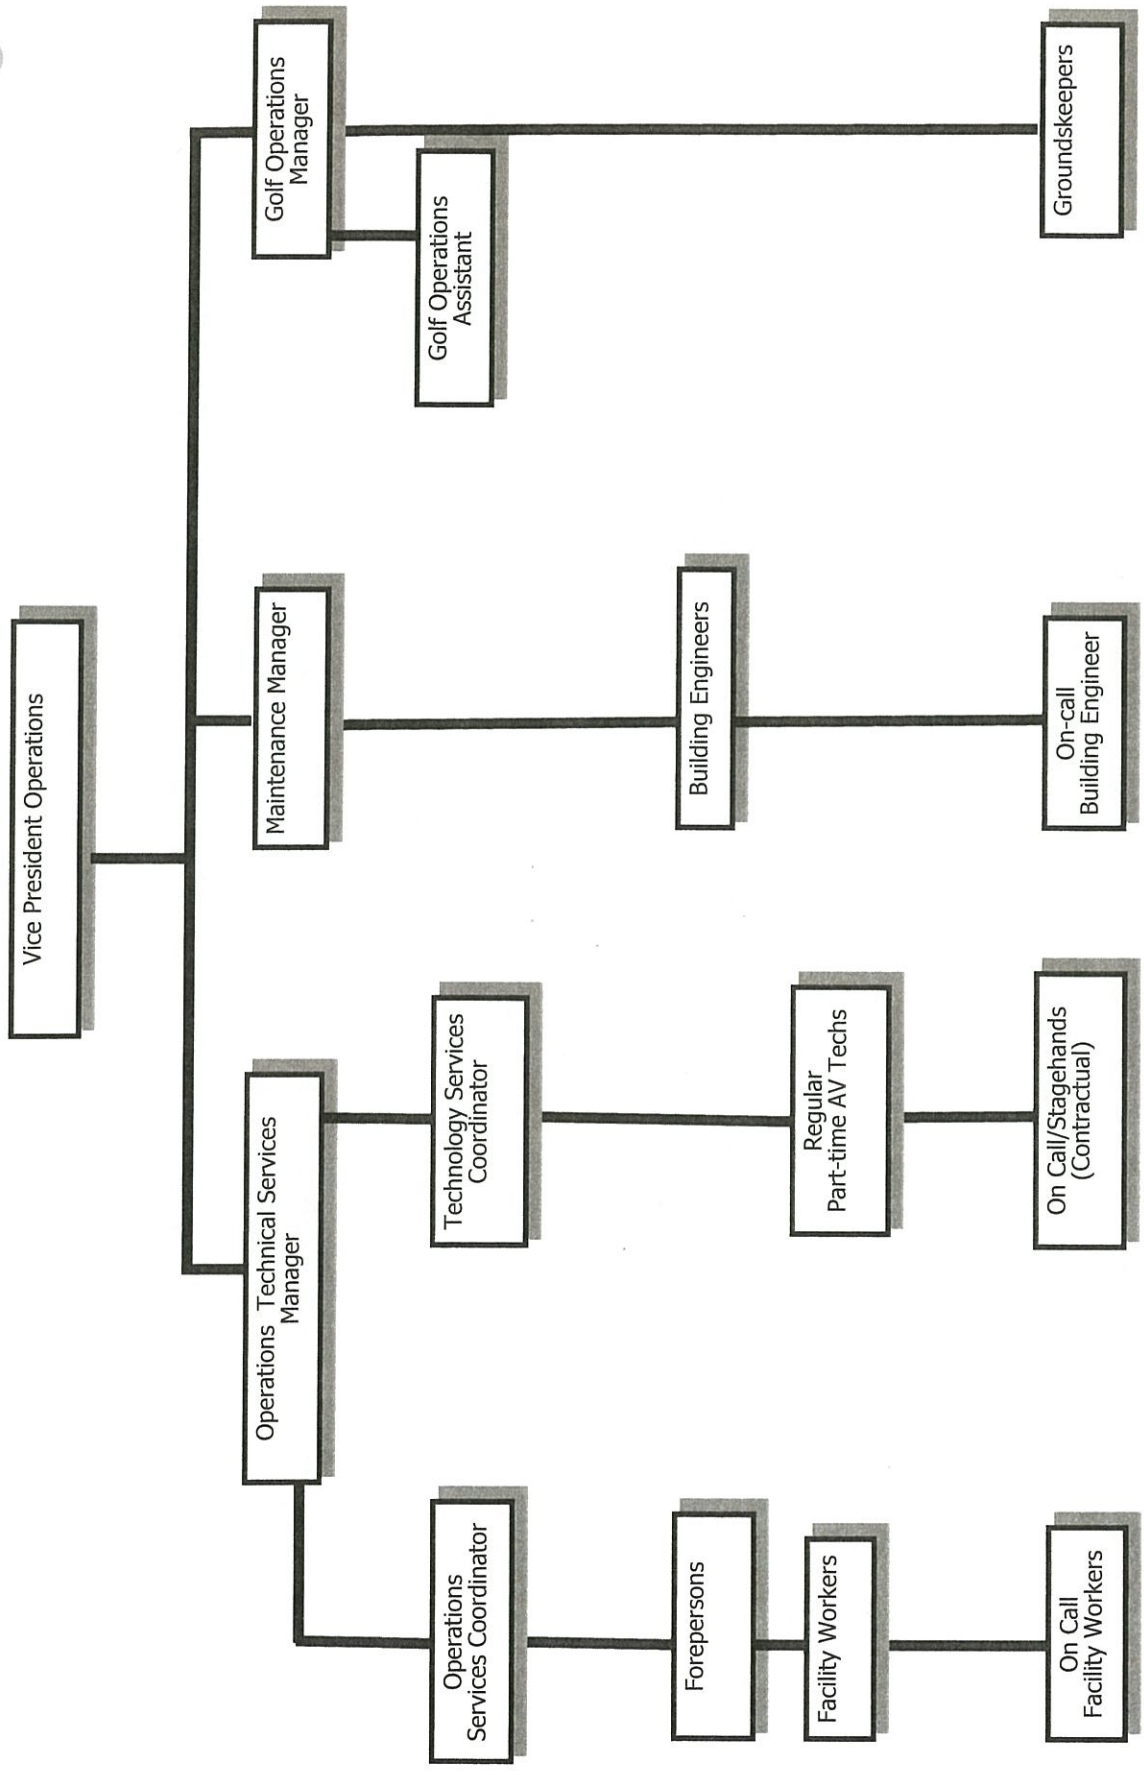 Vice President Operations
Operations Technical Services
Manager
Maintenance Manager
Golf Operations
Manager
Operations
Services Coordinator
Technology Services
Coordinator
Golf Operations
Assistant
Forepersons
Building Engineers
Facility Workers
Regular
Part-time AV Techs
On Call
Facility Workers
On Call/Stagehands
(Contractual)
On-call
Building Engineer
Groundskeepers